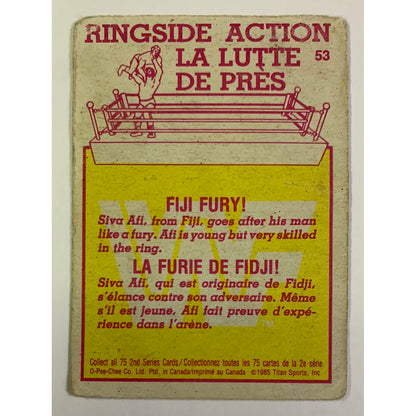 RINGSIDE ACTION
LA LUTTE 53
DE PRÈS
FIJI FURY!
Siva Afi, from Fiji, goes after his man
like a fury. Afi is young but very skilled
in the ring.
LA FURIE DE FIDJI!
Siva Afi, qui est originaire de Fidji,
s'élance contre son adversaire. Même
s'il est jeune, Afi fait preuve d'expé-
rience dans l'arène.
TM
Collect all 75 2nd Series Cards/Collectionnez toutes les 75 cartes de la 2e série
O-Pee-Chee Co. Ltd. Ptd. in Canada/Imprimé au Canada ©1985 Titan Sports, Inc.